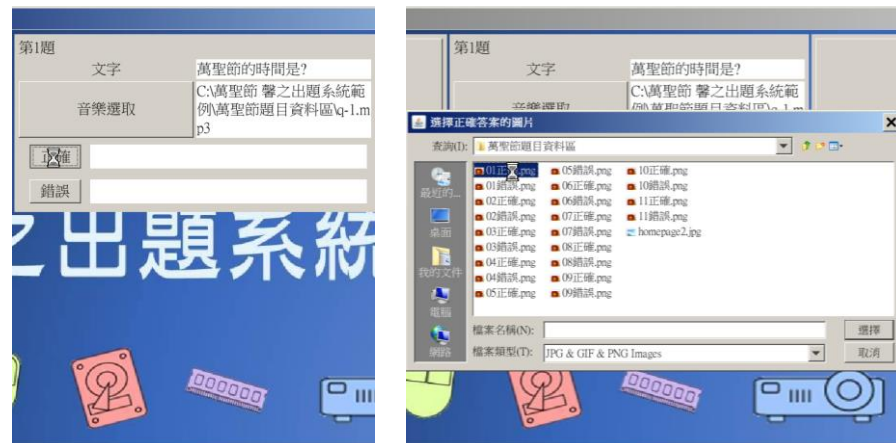 第1題
文字
萬聖節的時間是?
音樂選取
C:\萬聖節 馨之出題系統範
例\萬聖節題目資料區\q-1.m
p3
正確
錯誤
之出題系統
第1題
文字
萬聖節的時間是?
音樂選取
C:\萬聖節 馨之出題系統範
例\萬聖節題目資料區\q-1.m
選擇正確答案的圖片
查詢(I):
萬聖節題目資料區
最近的...
桌面
我的文件
電腦
網路
01正確.png
01錯誤.png
02正確.png
02錯誤.png
03正確.png
03錯誤.png
04正確.png
04錯誤.png
05正確.png
05錯誤.png
06正確.png
06錯誤.png
07正確.png
07錯誤.png
08正確.png
08錯誤.png
09正確.png
09錯誤.png
10正確.png
10錯誤.png
11正確.png
11錯誤.png
homepage2.jpg
檔案名稱(N):
選擇
檔案類型(T):
JPG & GIF & PNG Images
取消